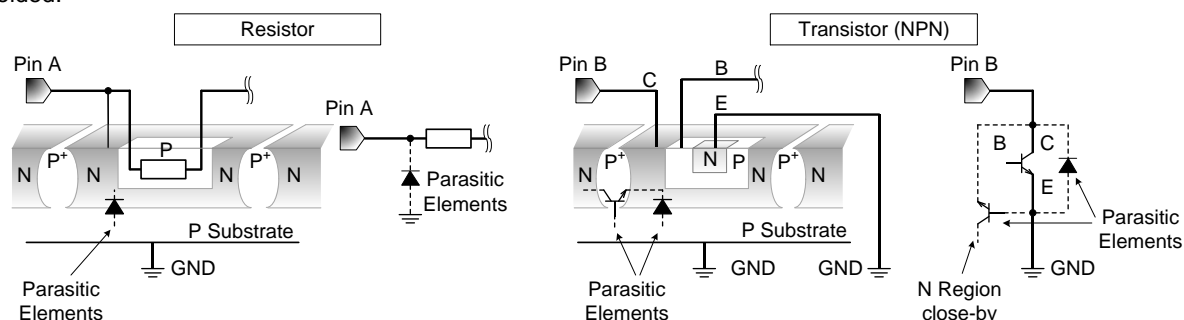 Resistor
Transistor (NPN)
Pin A
Pin A
P
N
P+
N
P+
N
N
Parasitic
Elements
P Substrate
GND
Parasitic
Elements
Pin B
C
B
E
Pin B
N
P+
N
N
P
P+
N
N
P Substrate
GND
GND
Parasitic
Elements
B
C
E
Parasitic
Elements
GND
N Region
close-by